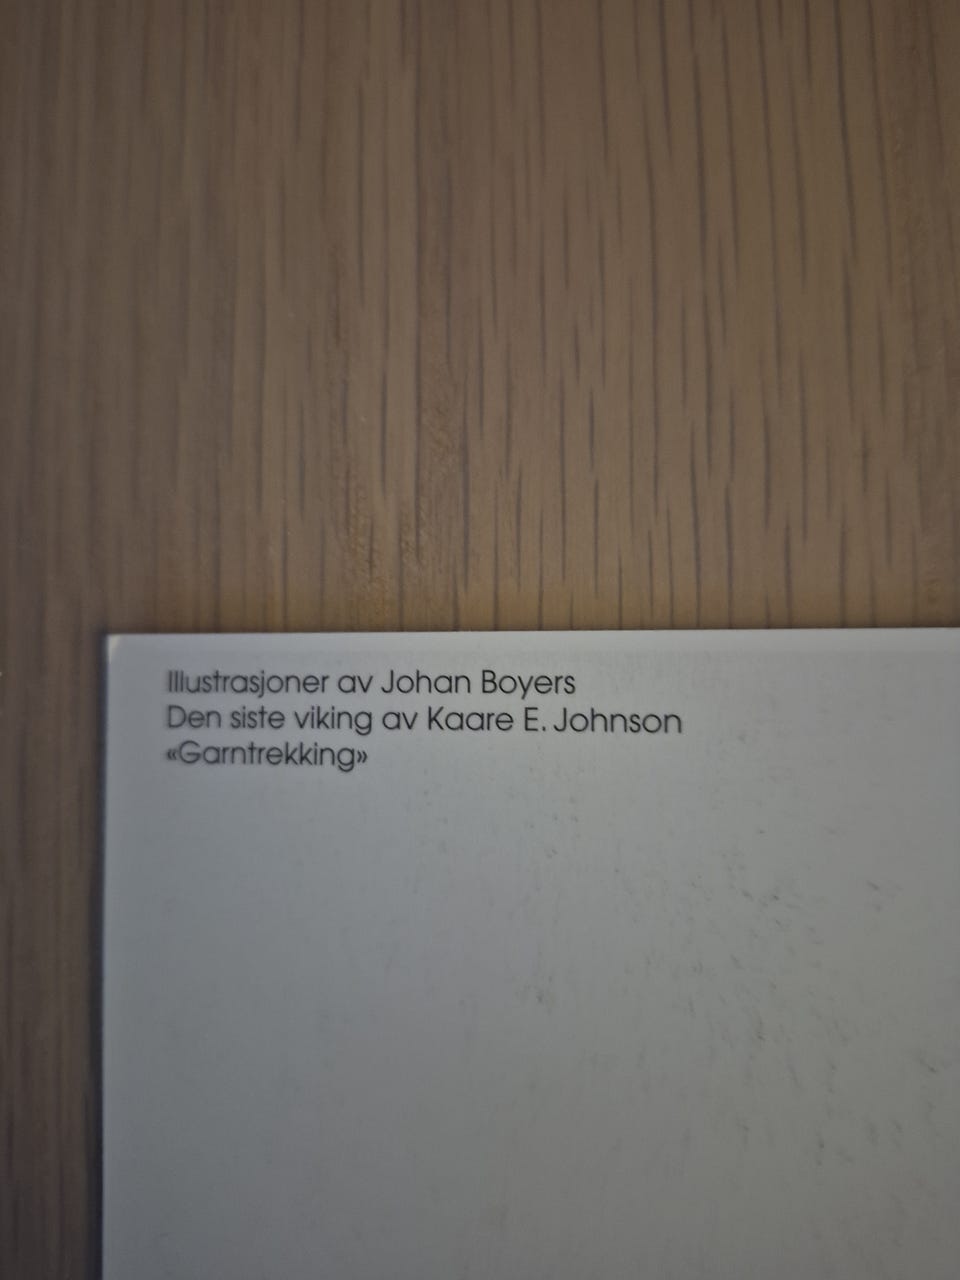 Illustrasjoner av Johan Boyers
Den siste viking av Kaare E. Johnson
«Garntrekking»